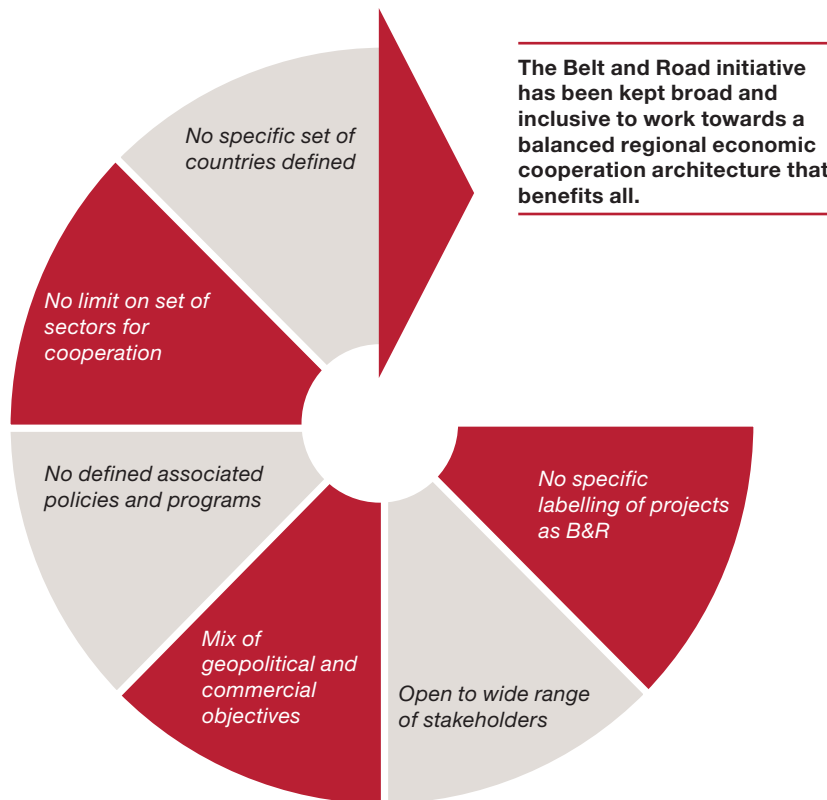 The Belt and Road initiative
has been kept broad and
inclusive to work towards a
balanced regional economic
cooperation architecture that
benefits all.
No specific set of
countries defined
No limit on set of
sectors for
cooperation
No defined associated
policies and programs
Mix of
geopolitical and
commercial
objectives
Open to wide range
of stakeholders
No specific
labelling of projects
as B&R